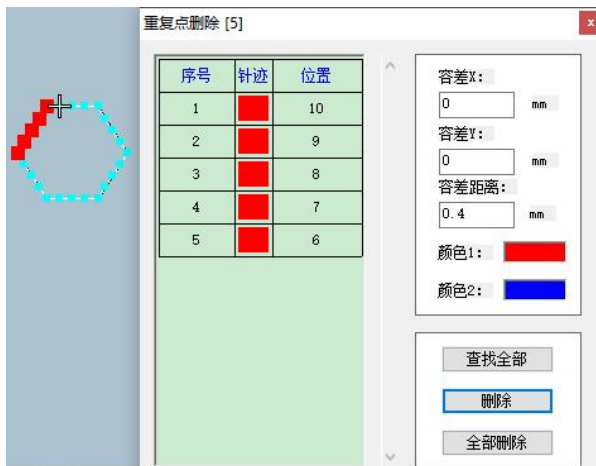 重复点删除 [5]
x
序号 针迹 位置
1 10
2 9
3 8
4 7
5 6
容差X:
0 mm
容差Y:
0 mm
容差距离:
0.4 mm
颜色1:
颜色2:
查找全部
删除
全部删除